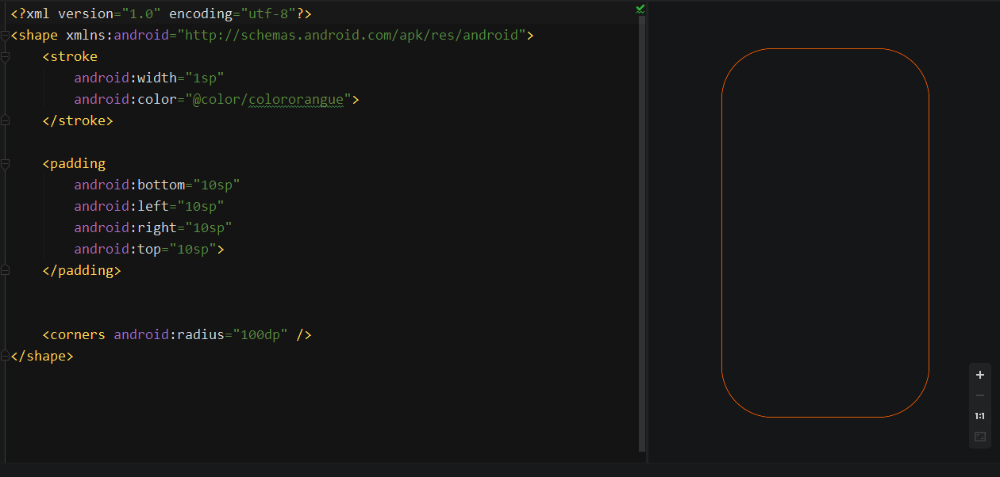 <?xml version="1.0" encoding="utf-8"?>
<shape xmlns:android="http://schemas.android.com/apk/res/android">
    <stroke
        android:width="1sp"
        android:color="@color/colororangue">
    </stroke>

    <padding
        android:bottom="10sp"
        android:left="10sp"
        android:right="10sp"
        android:top="10sp">
    </padding>

    <corners android:radius="100dp" />
</shape>
1:1